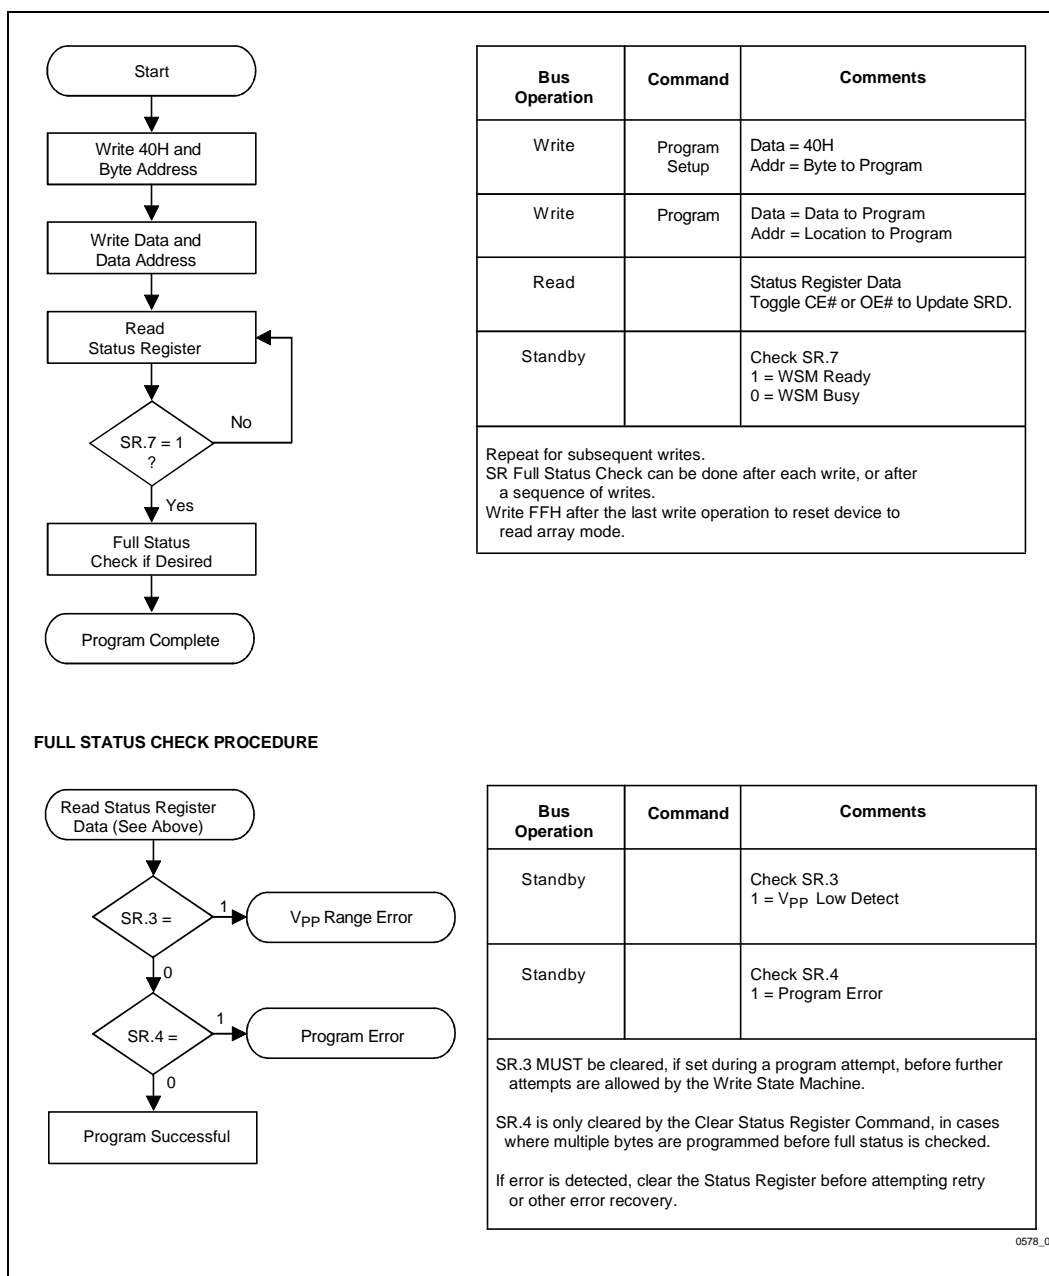 Start
Write 40H and
Byte Address
Write Data and
Data Address
Read
Status Register
No
SR.7 = 1
?
Yes
Full Status
Check if Desired
Program Complete
Bus
Operation
Command
Comments
Write
Program
Setup
Data = 40H
Addr = Byte to Program
Write
Program
Data = Data to Program
Addr = Location to Program
Read
Status Register Data
Toggle CE# or OE# to Update SRD.
Standby
Check SR.7
1 = WSM Ready
0 = WSM Busy
Repeat for subsequent writes.
SR Full Status Check can be done after each write, or after
a sequence of writes.
Write FFH after the last write operation to reset device to
read array mode.
FULL STATUS CHECK PROCEDURE
Read Status Register
Data (See Above)
SR.3 =
1
VPP Range Error
0
SR.4 =
1
Program Error
0
Program Successful
Bus
Operation
Command
Comments
Standby
Check SR.3
1 = VPP Low Detect
Standby
Check SR.4
1 = Program Error
SR.3 MUST be cleared, if set during a program attempt, before further
attempts are allowed by the Write State Machine.
SR.4 is only cleared by the Clear Status Register Command, in cases
where multiple bytes are programmed before full status is checked.
If error is detected, clear the Status Register before attempting retry
or other error recovery.
0578_0